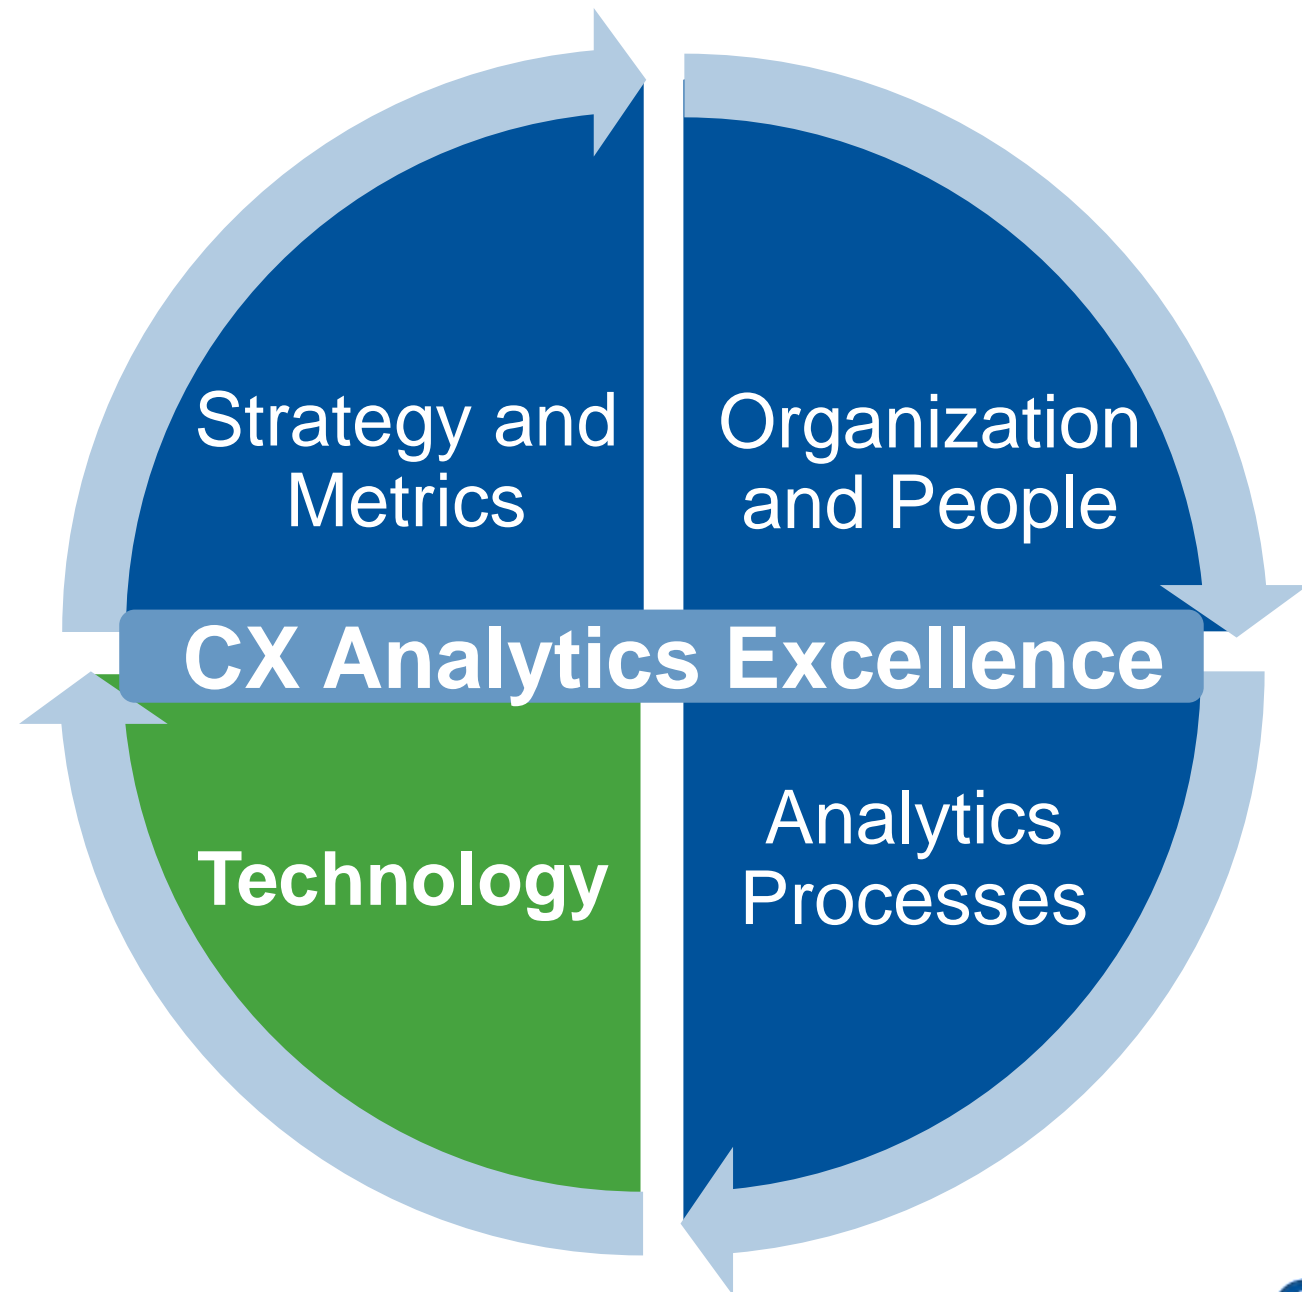 Strategy and
Metrics
Organization
and People
CX Analytics Excellence
Technology
Analytics
Processes